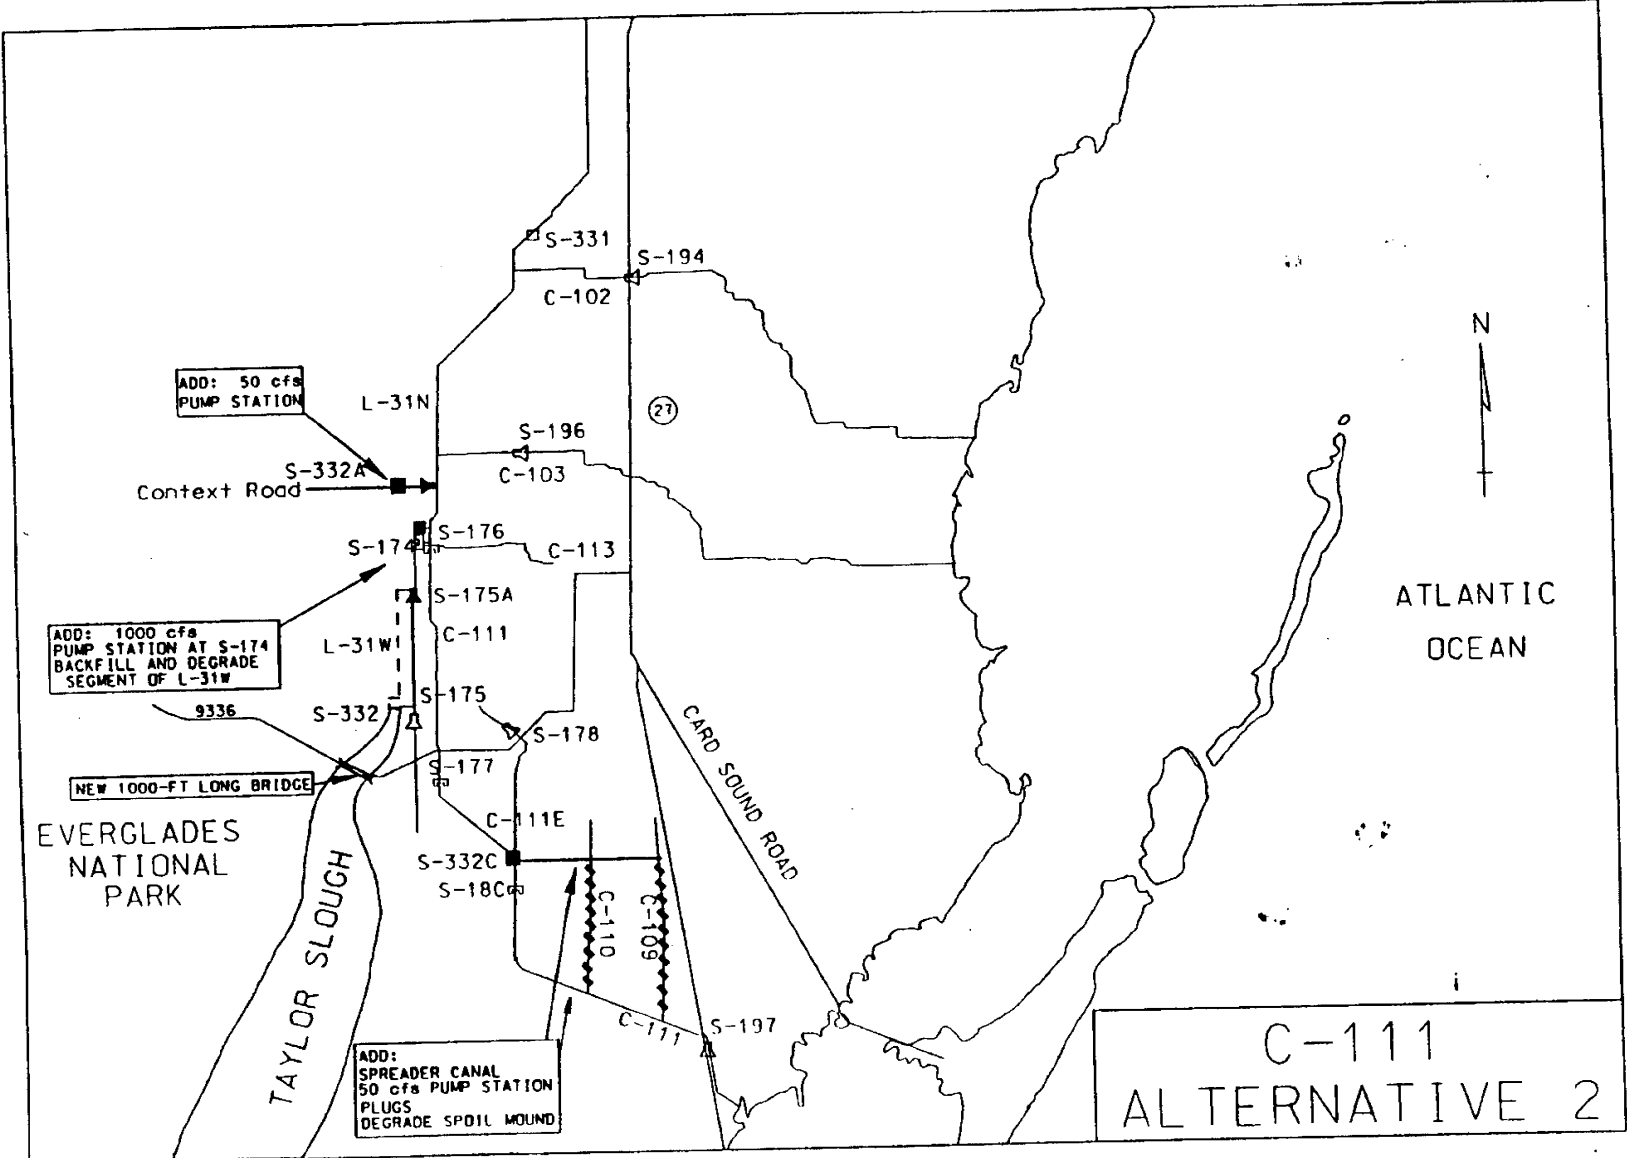 S-331
S-194
C-102
N
ADD: 50 cfs
PUMP STATION
L-31N
27
S-196
S-332A
C-103
Context Road
S-176
S-174
C-113
S-175A
ATLANTIC
OCEAN
ADD: 1000 cfs
PUMP STATION AT S-174
BACKFILL AND DEGRADE
SEGMENT OF L-31W
C-111
L-31W
S-175
9336
S-332
S-178
CARD SOUND ROAD
S-177
NEW 1000-FT LONG BRIDGE
C-111E
EVERGLADES
NATIONAL
PARK
S-332C
S-18C
C-110
C-109
TAYLOR SLOUGH
C-111
S-197
ADD:
SPREADER CANAL
50 cfs PUMP STATION
PLUGS
DEGRADE SPOIL MOUND
C-111
ALTERNATIVE 2